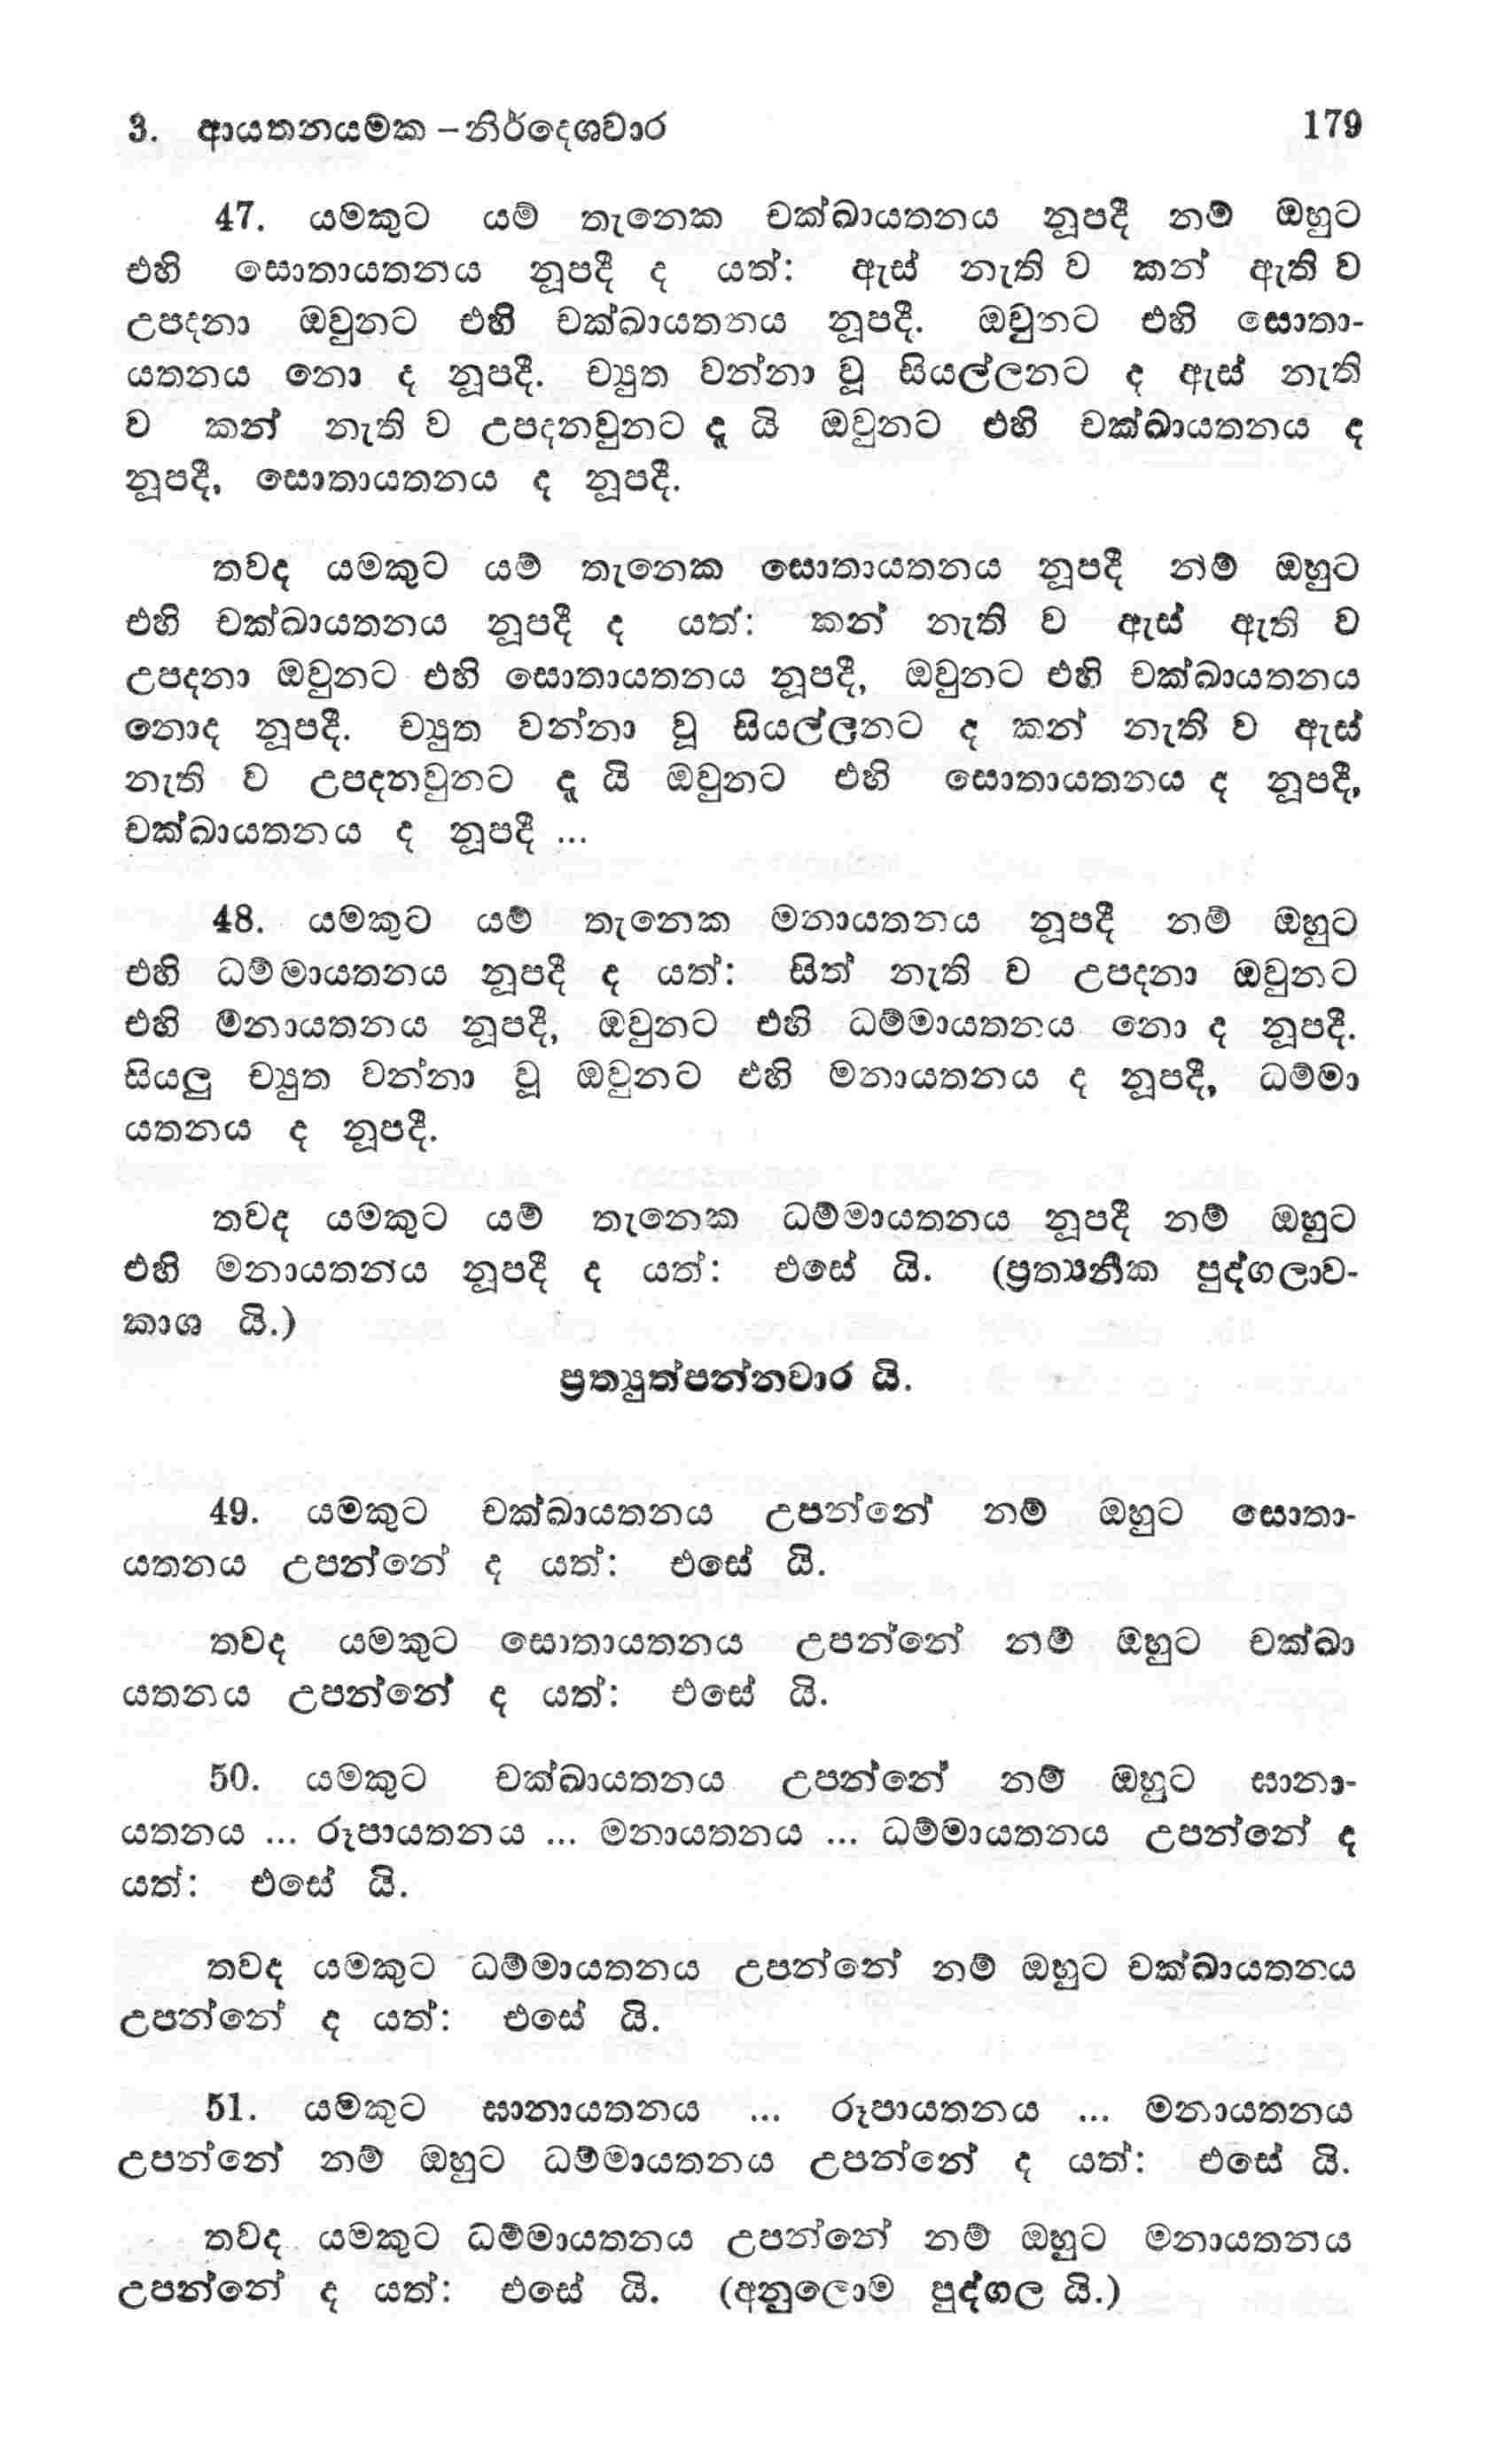 3. ආයතනයමක – නිර්දෙශවාර 179
47. යමකුට යම් තැනෙක චක්ඛායතනය නූපදී නම් ඔහුට
එහි සොතායතනය නූපදී ද යත්: ඇස් නැති ව කන් ඇති ව
උපදනා ඔවුනට එහි චක්ඛායතනය නූපදී. ඔවුනට එහි සොතා-
යතනය නො ද නූපදී. ච්‍යුත වන්නා වූ සියල්ලනට ද ඇස් නැති
ව කන් නැති ව උපදනවුනට දූ යි ඔවුනට එහි චක්ඛායතනය ද
නූපදී, සොතායතනය ද නූපදී.
තවද යමකුට යම් තැනෙක සොතායතනය නූපදී නම් ඔහුට
එහි චක්ඛායතනය නූපදී ද යත්: කන් නැති ව ඇස් ඇති ව
උපදනා ඔවුනට එහි සොතායතනය නූපදී, ඔවුනට එහි චක්ඛායතනය
නොද නූපදී. ච්‍යුත වන්නා වූ සියල්ලනට ද කන් නැති ව ඇස්
නැති ව උපදනවුනට දූ යි ඔවුනට එහි සොතායතනය ද නූපදී,
චක්ඛායතනය ද නූපදී ...
48. යමකුට යම් තැනෙක මනායතනය නූපදී නම් ඔහුට
එහි ධම්මායතනය නූපදී ද යත්: සිත් නැති ව උපදනා ඔවුනට
එහි මනායතනය නූපදී, ඔවුනට එහි ධම්මායතනය නො ද නූපදී.
සියලු ච්‍යුත වන්නා වූ ඔවුනට එහි මනායතනය ද නූපදී, ධම්මා
යතනය ද නූපදී.
තවද යමකුට යම් තැනෙක ධම්මායතනය නූපදී නම් ඔහුට
එහි මනායතනය නූපදී ද යත්: එසේ යි. (ප්‍රත්‍යනීක පුද්ගලාව-
කාශ යි.)
ප්‍රත්‍යුත්පන්නවාර යි.
49. යමකුට චක්ඛායතනය උපන්නේ නම් ඔහුට සොතා-
යතනය උපන්නේ ද යත්: එසේ යි.
තවද යමකුට සොතායතනය උපන්නේ නම් ඔහුට චක්ඛා
යතනය උපන්නේ ද යත්: එසේ යි.
50. යමකුට චක්ඛායතනය උපන්නේ නම් ඔහුට ඝානා-
යතනය ... රූපායතනය ... මනායතනය ... ධම්මායතනය උපන්නේ ද
යත්: එසේ යි.
තවද යමකුට ධම්මායතනය උපන්නේ නම් ඔහුට චක්ඛායතනය
උපන්නේ ද යත්: එසේ යි.
51. යමකුට ඝානායතනය ... රූපායතනය ... මනායතනය
උපන්නේ නම් ඔහුට ධම්මායතනය උපන්නේ ද යත්: එසේ යි.
තවද යමකුට ධම්මායතනය උපන්නේ නම් ඔහුට මනායතනය
උපන්නේ ද යත්: එසේ යි. (අනුලොම පුද්ගල යි.)